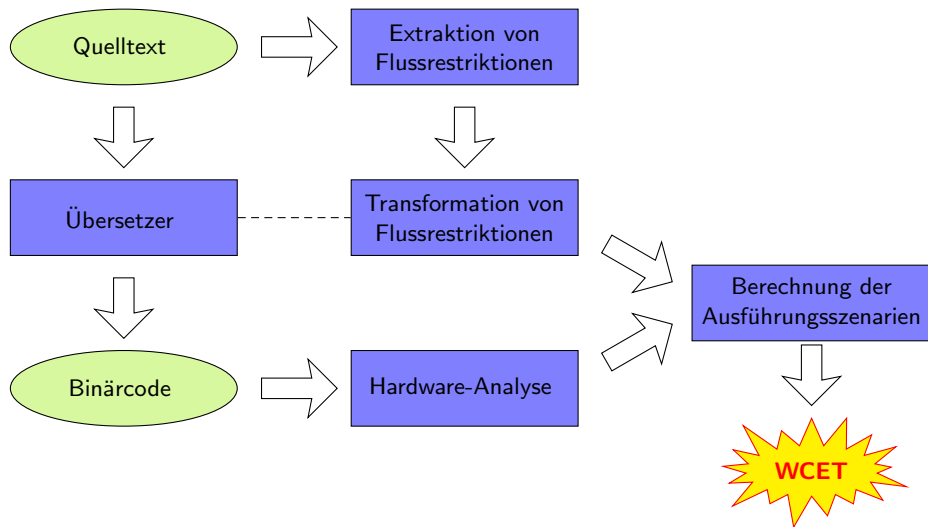 Quelltext
Extraktion von
Flussrestriktionen
Übersetzer
Transformation von
Flussrestriktionen
Berechnung der
Ausführungsszenarien
Binärcode
Hardware-Analyse
WCET